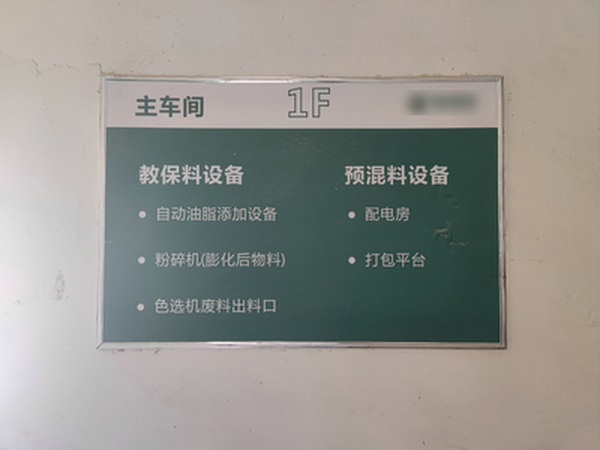 主车间
1F
教保料设备
自动油脂添加设备
粉碎机(膨化后物料)
色选机废料出料口
预混料设备
配电房
打包平台